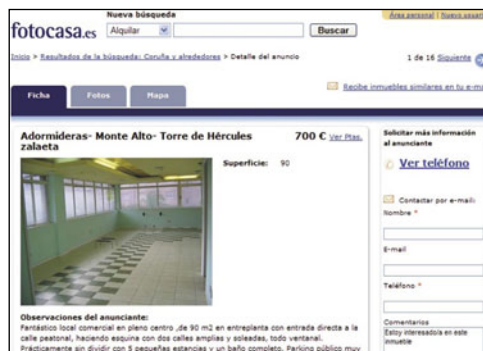 fotocasa.es
Nueva búsqueda
Alquilar
Buscar
Área personal | Nuevo usuari
Inicio > Resultados de la búsqueda: Coruña y alrededores > Detalle del anuncio
1 de 16 Siguiente
Ficha
Fotos
Mapa
Recibe inmuebles similares en tu e-ma
Adormideras- Monte Alto- Torre de Hércules
zalaeta
700 € Ver Ptas.
Superficie: 90
Observaciones del anunciante:
Fantástico local comercial en pleno centro ,de 90 m2 en entreplanta con entrada directa a la
calle peatonal, haciendo esquina con dos calles amplias y soleadas, todo ventanal.
Prácticamente sin dividir con 5 pequeñas estancias y un baño completo. Parking público muy
Solicitar más información
al anunciante
Ver teléfono
Contactar por e-mail:
Nombre *
E-mail
Teléfono *
Comentarios
Estoy interesado/a en este
inmueble